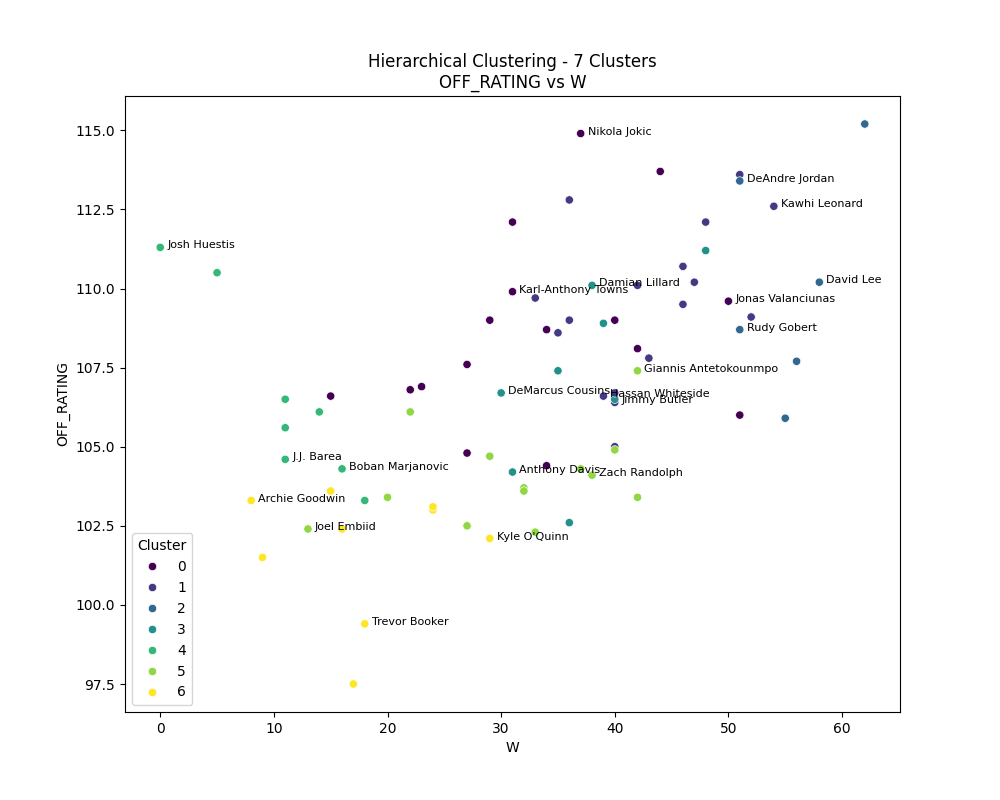 Hierarchical Clustering - 7 Clusters
OFF_RATING vs W
OFF_RATING
115.0
112.5
110.0
107.5
105.0
102.5
100.0
97.5
Nikola Jokic
DeAndre Jordan
Kawhi Leonard
Josh Huestis
David Lee
Damian Lillard
Karl-Anthony Towns
Jonas Valanciunas
Rudy Gobert
Giannis Antetokounmpo
DeMarcus Cousins
Hassan Whiteside
Jimmy Butler
J.J. Barea
Boban Marjanovic
Anthony Davis
Zach Randolph
Archie Goodwin
Joel Embiid
Kyle O'Quinn
Trevor Booker
Cluster
0
1
2
3
4
5
6
0 10 20 30 40 50 60
W